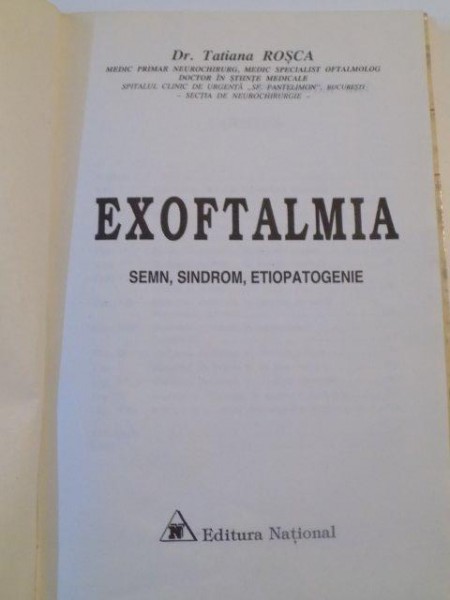 Dr. Tatiana ROȘCA
MEDIC PRIMAR NEUROCHIRURG, MEDIC SPECIALIST OFTALMOLOG
DOCTOR ÎN ȘTIINȚE MEDICALE
SPITALUL CLINIC DE URGENȚĂ „SF. PANTELIMON", BUCUREȘTI
– SECȚIA DE NEUROCHIRURGIE –
EXOFTALMIA
SEMN, SINDROM, ETIOPATOGENIE
N Editura Național